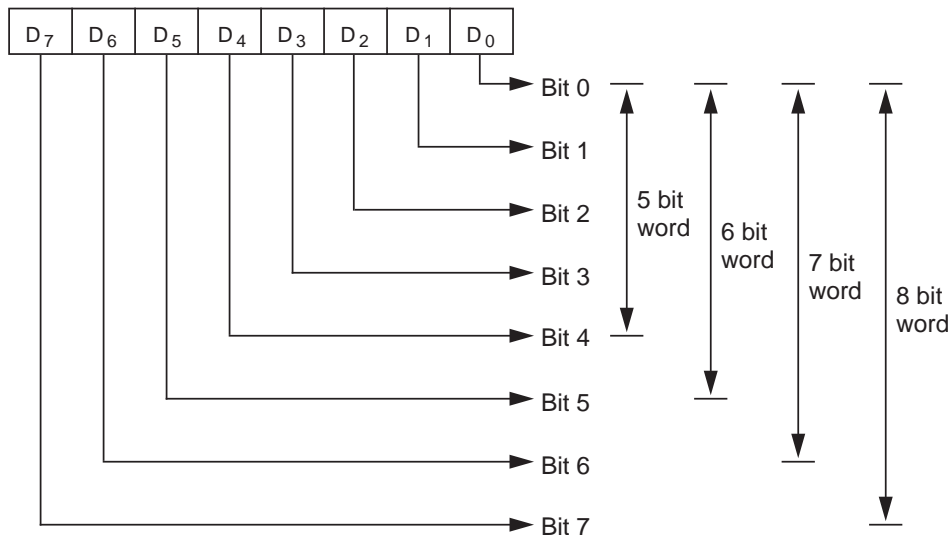 D7 D6 D5 D4 D3 D2 D1 D0
Bit 0
Bit 1
Bit 2
Bit 3
Bit 4
Bit 5
Bit 6
Bit 7
5 bit
word
6 bit
word
7 bit
word
8 bit
word